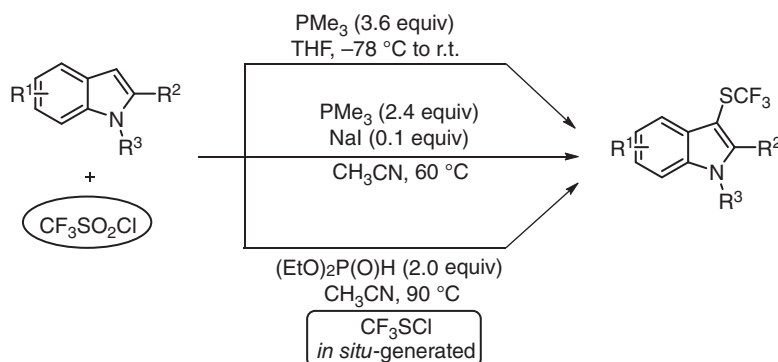 PMe3 (3.6 equiv)
THF, –78 °C to r.t.
R1
R2
N
R3
+
CF3SO2Cl
PMe3 (2.4 equiv)
NaI (0.1 equiv)
CH3CN, 60 °C
(EtO)2P(O)H (2.0 equiv)
CH3CN, 90 °C
CF3SCl
in situ-generated
SCF3
R1
R2
N
R3